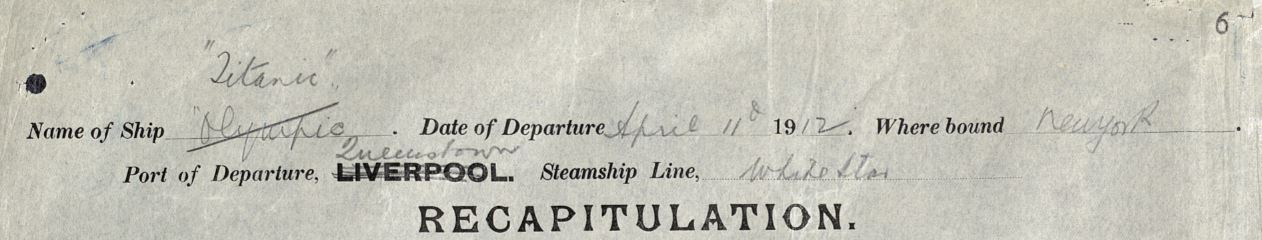 6
"Titanic".
Name of Ship "Olympic . Date of Departure April 11th 1912. Where bound New York .
Queenstown
Port of Departure, LIVERPOOL. Steamship Line, White Star
RECAPITULATION.